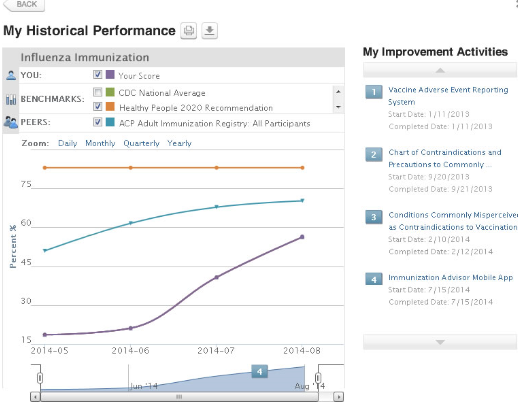 BACK
My Historical Performance
Influenza Immunization
YOU: Your Score
BENCHMARKS: CDC National Average
Healthy People 2020 Recommendation
PEERS: ACP Adult Immunization Registry: All Participants
Zoom: Daily Monthly Quarterly Yearly
75
60
45
30
15
Percent %
2014-05 2014-06 2014-07 2014-08
4
Jun '14 Aug '14
My Improvement Activities
1 Vaccine Adverse Event Reporting
System
Start Date: 1/11/2013
Completed Date: 1/11/2013
2 Chart of Contraindications and
Precautions to Commonly...
Start Date: 9/20/2013
Completed Date: 9/21/2013
3 Conditions Commonly Misperceive
as Contraindications to Vaccination
Start Date: 2/10/2014
Completed Date: 2/12/2014
4 Immunization Advisor Mobile App
Start Date: 7/15/2014
Completed Date: 7/15/2014